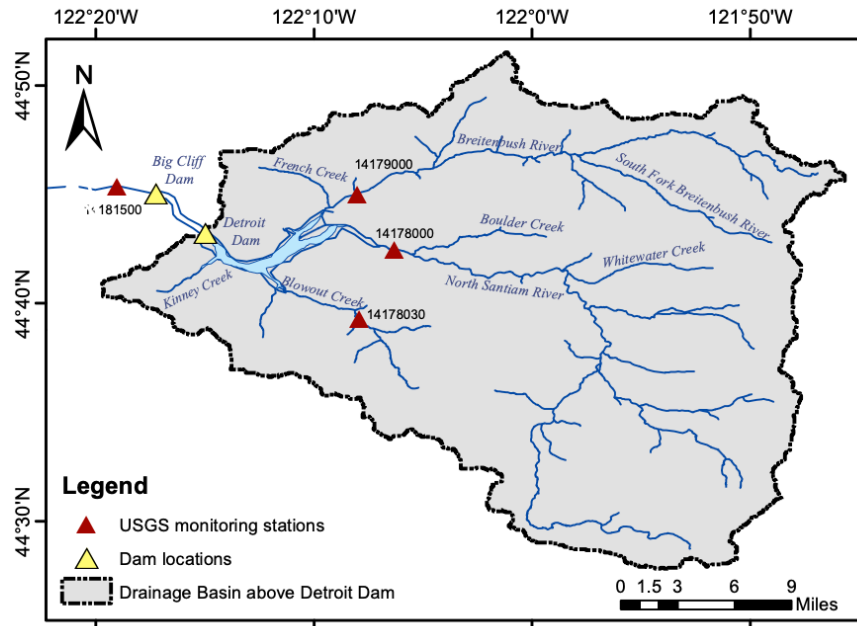 122°20'W
122°10'W
122°0'W
121°50'W
44°50'N
44°40'N
44°30'N
N
Big Cliff
Dam
French Creek
14179000
Breitenbush River
South Fork Breitenbush River
181500
Detroit
Dam
14178000
Boulder Creek
Whitewater Creek
Kinney Creek
Blowout Creek
North Santiam River
14178030
Legend
USGS monitoring stations
Dam locations
Drainage Basin above Detroit Dam
0 1.5 3 6 9
Miles